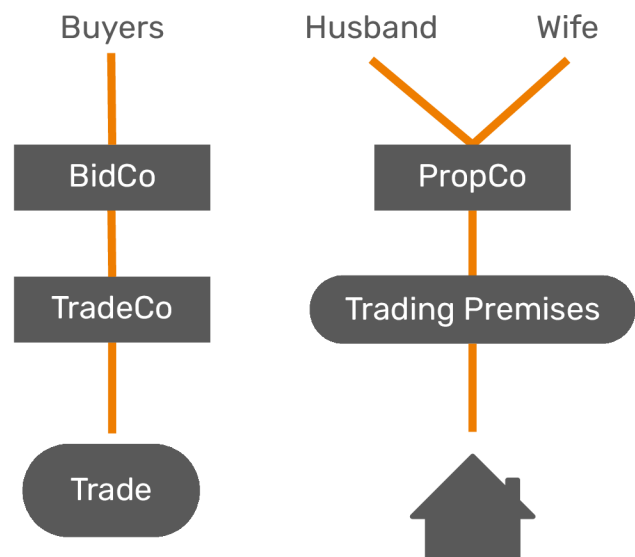 Buyers
Husband
Wife
BidCo
PropCo
TradeCo
Trading Premises
Trade